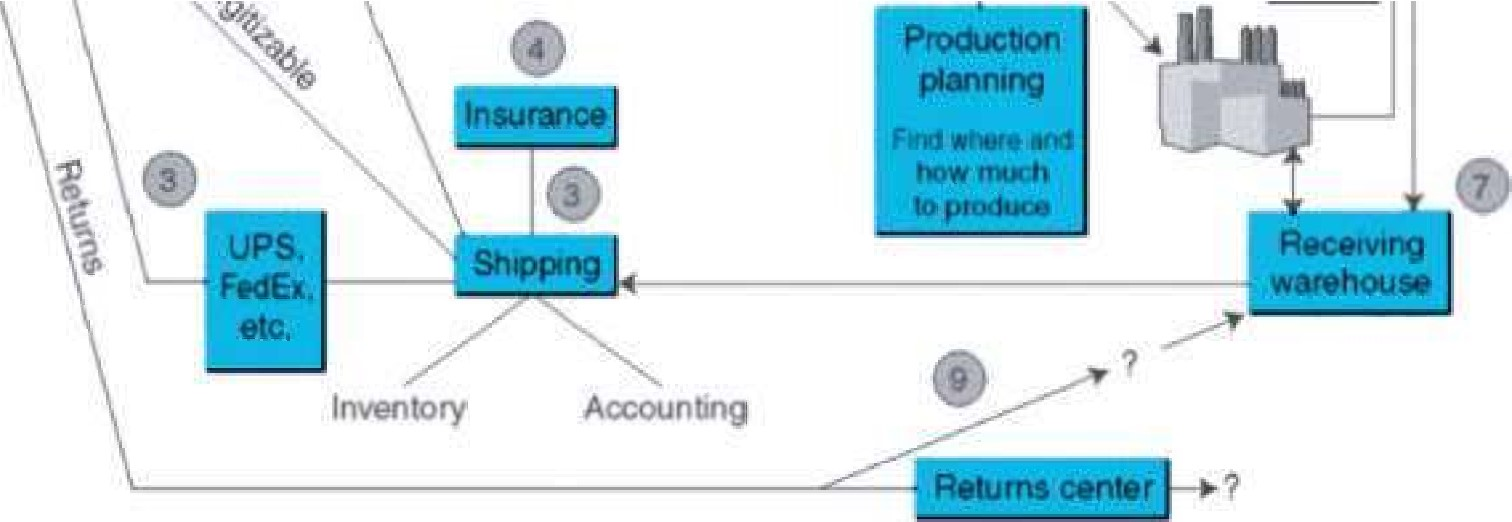 gitizable
4
Insurance
3
3
Returns
UPS,
FedEx,
etc.
Shipping
Inventory
Accounting
Production
planning
Find where and
how much
to produce
7
Receiving
warehouse
9
?
Returns center
?